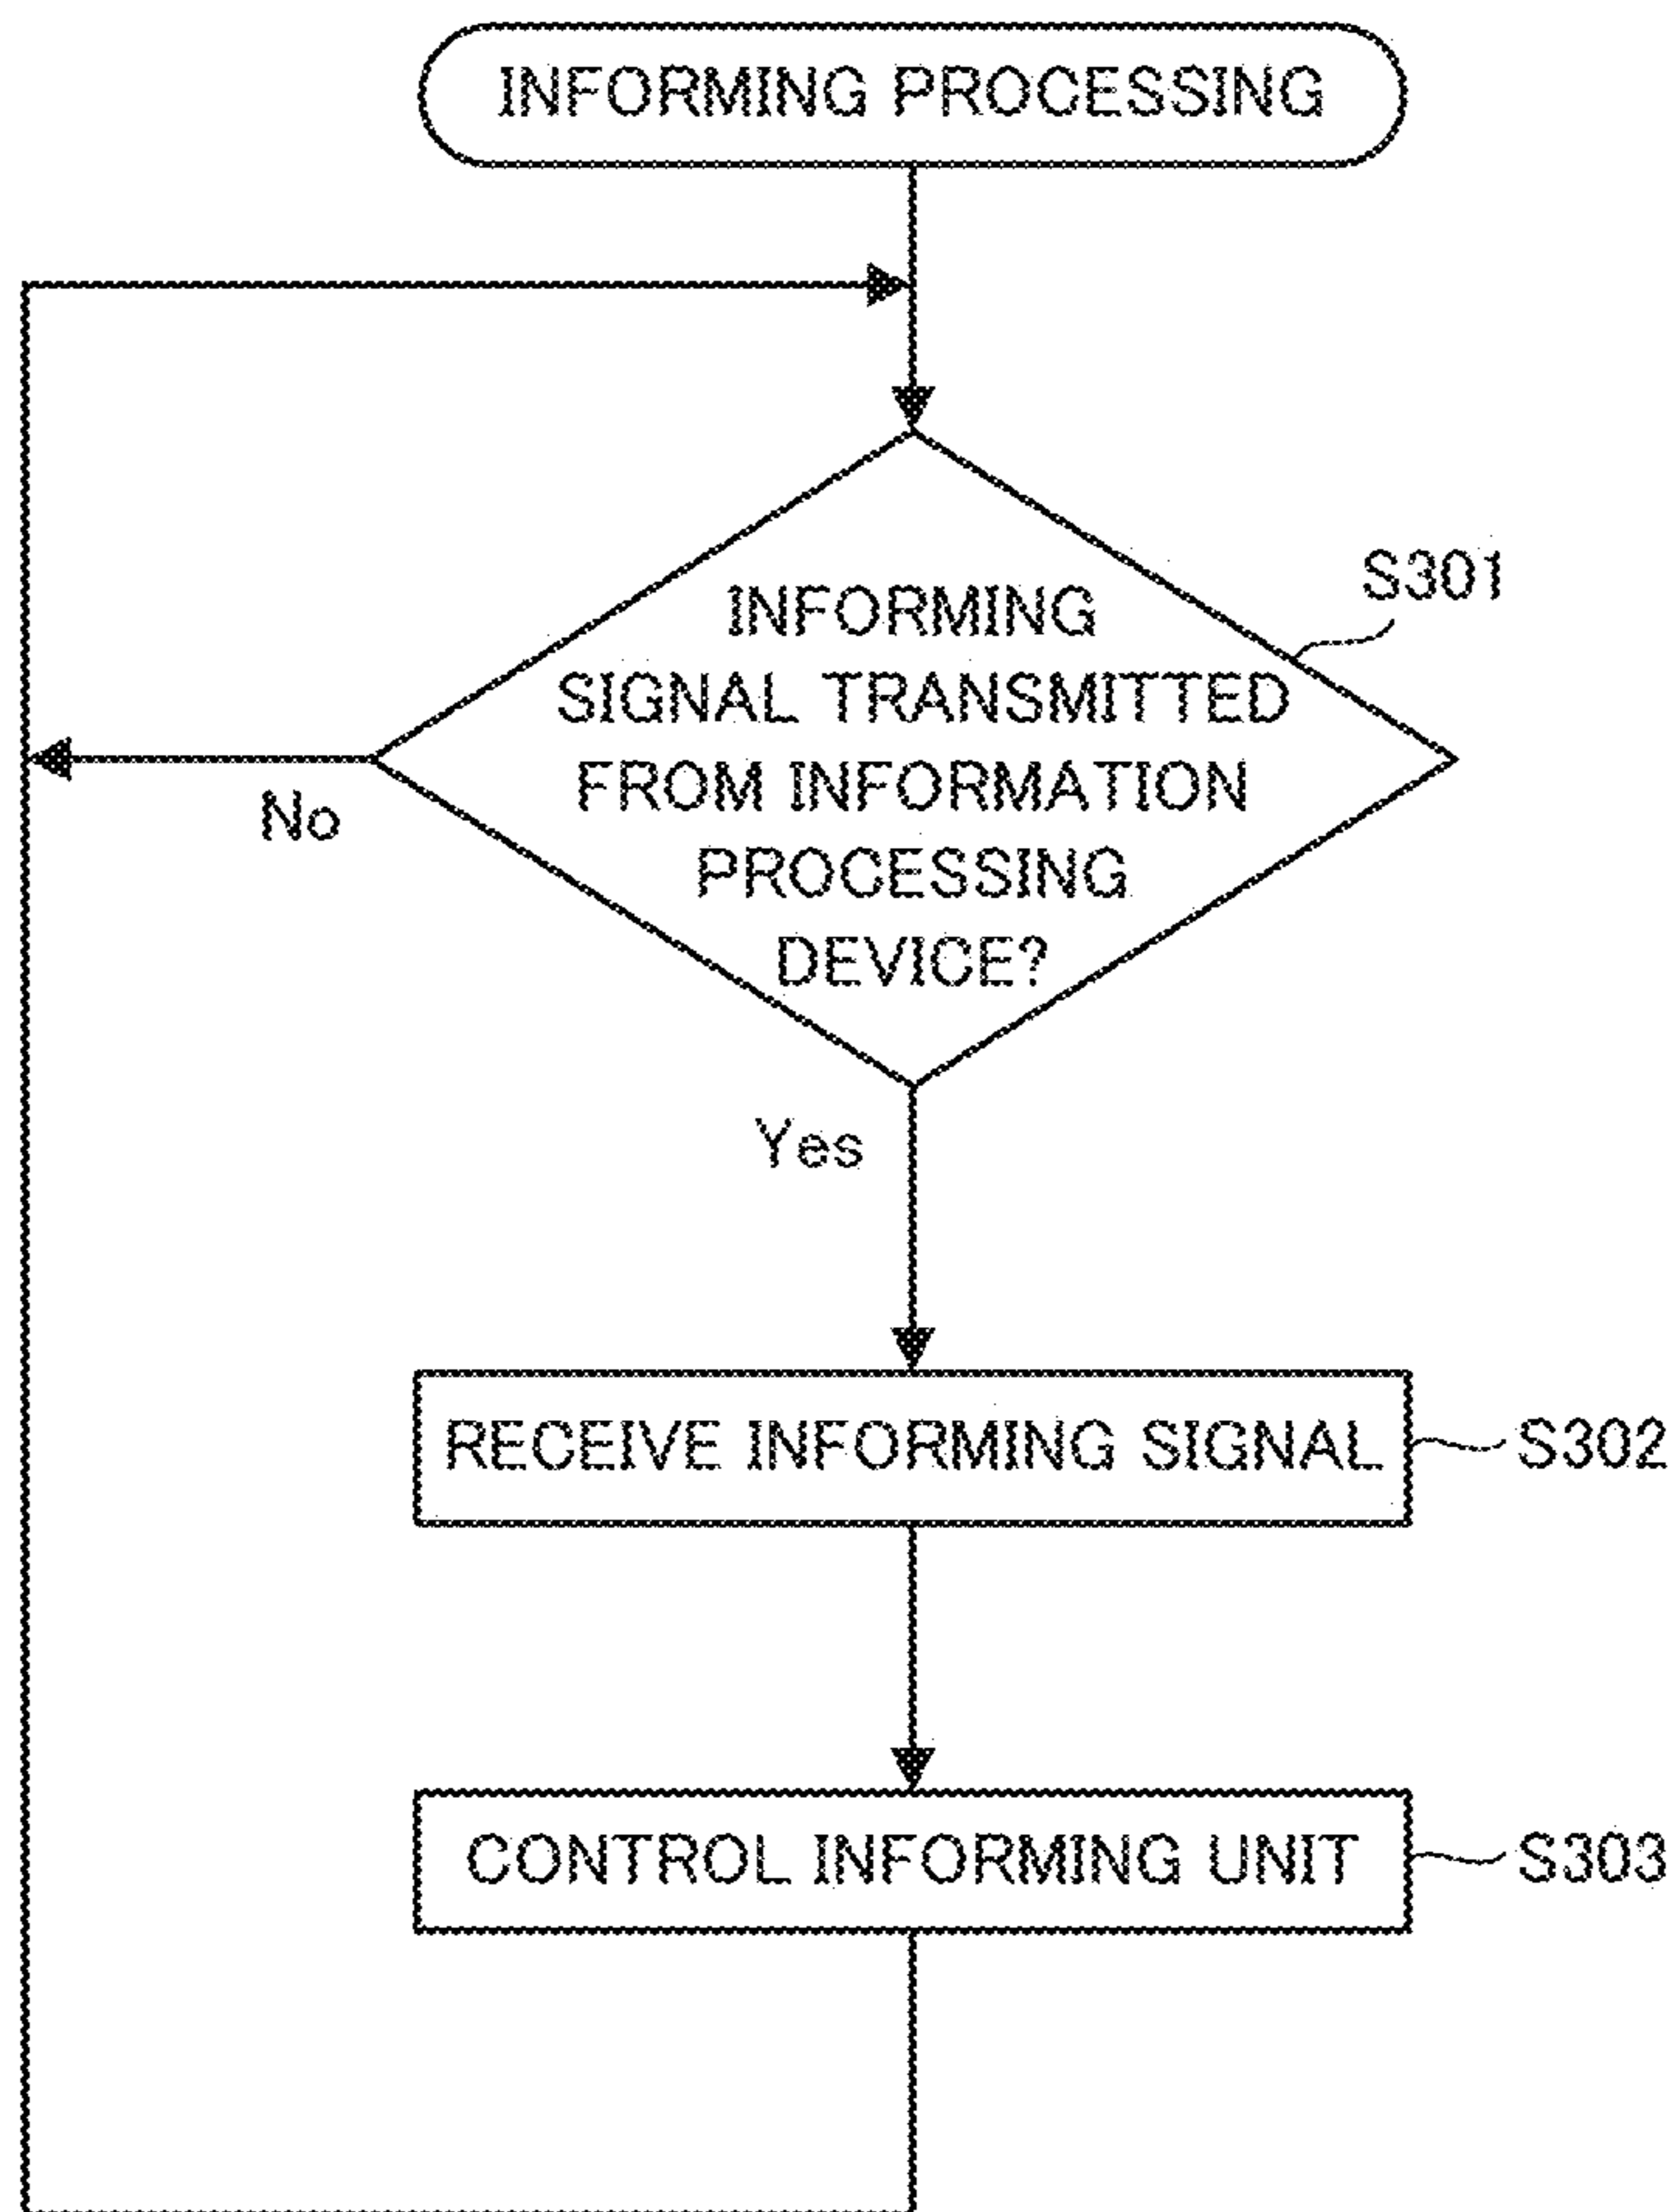 INFORMING PROCESSING
S301
INFORMING
SIGNAL TRANSMITTED
FROM INFORMATION
PROCESSING
DEVICE?
No
Yes
RECEIVE INFORMING SIGNAL
S302
CONTROL INFORMING UNIT
S303